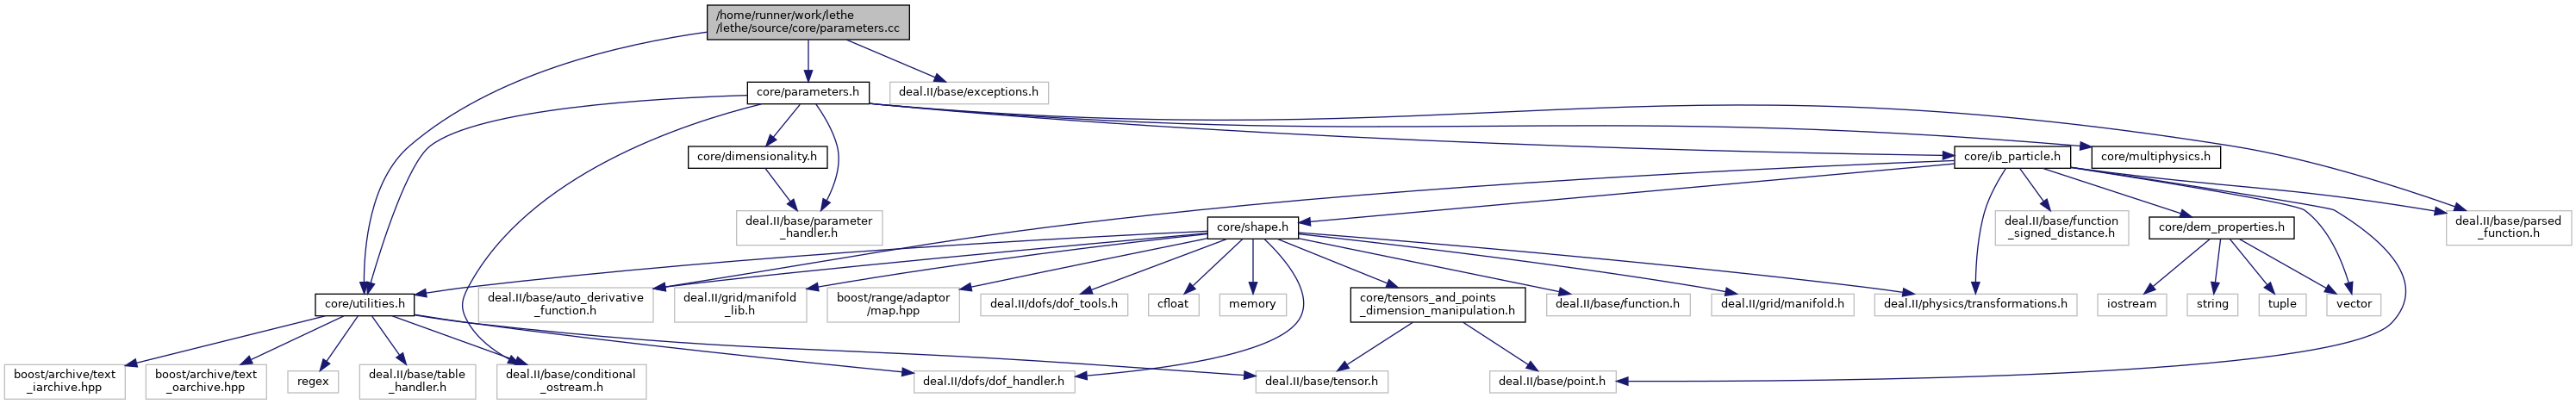 /home/runner/work/lethe
/lethe/source/core/parameters.cc
core/parameters.h
deal.II/base/exceptions.h
core/dimensionality.h
core/ib_particle.h
core/multiphysics.h
deal.II/base/parameter
_handler.h
core/shape.h
deal.II/base/function
_signed_distance.h
core/dem_properties.h
deal.II/base/parsed
_function.h
core/utilities.h
deal.II/base/auto_derivative
_function.h
deal.II/grid/manifold
_lib.h
boost/range/adaptor
/map.hpp
deal.II/dofs/dof_tools.h
cfloat
memory
core/tensors_and_points
_dimension_manipulation.h
deal.II/base/function.h
deal.II/grid/manifold.h
deal.II/physics/transformations.h
iostream
string
tuple
vector
boost/archive/text
_iarchive.hpp
boost/archive/text
_oarchive.hpp
regex
deal.II/base/table
_handler.h
deal.II/base/conditional
_ostream.h
deal.II/dofs/dof_handler.h
deal.II/base/tensor.h
deal.II/base/point.h